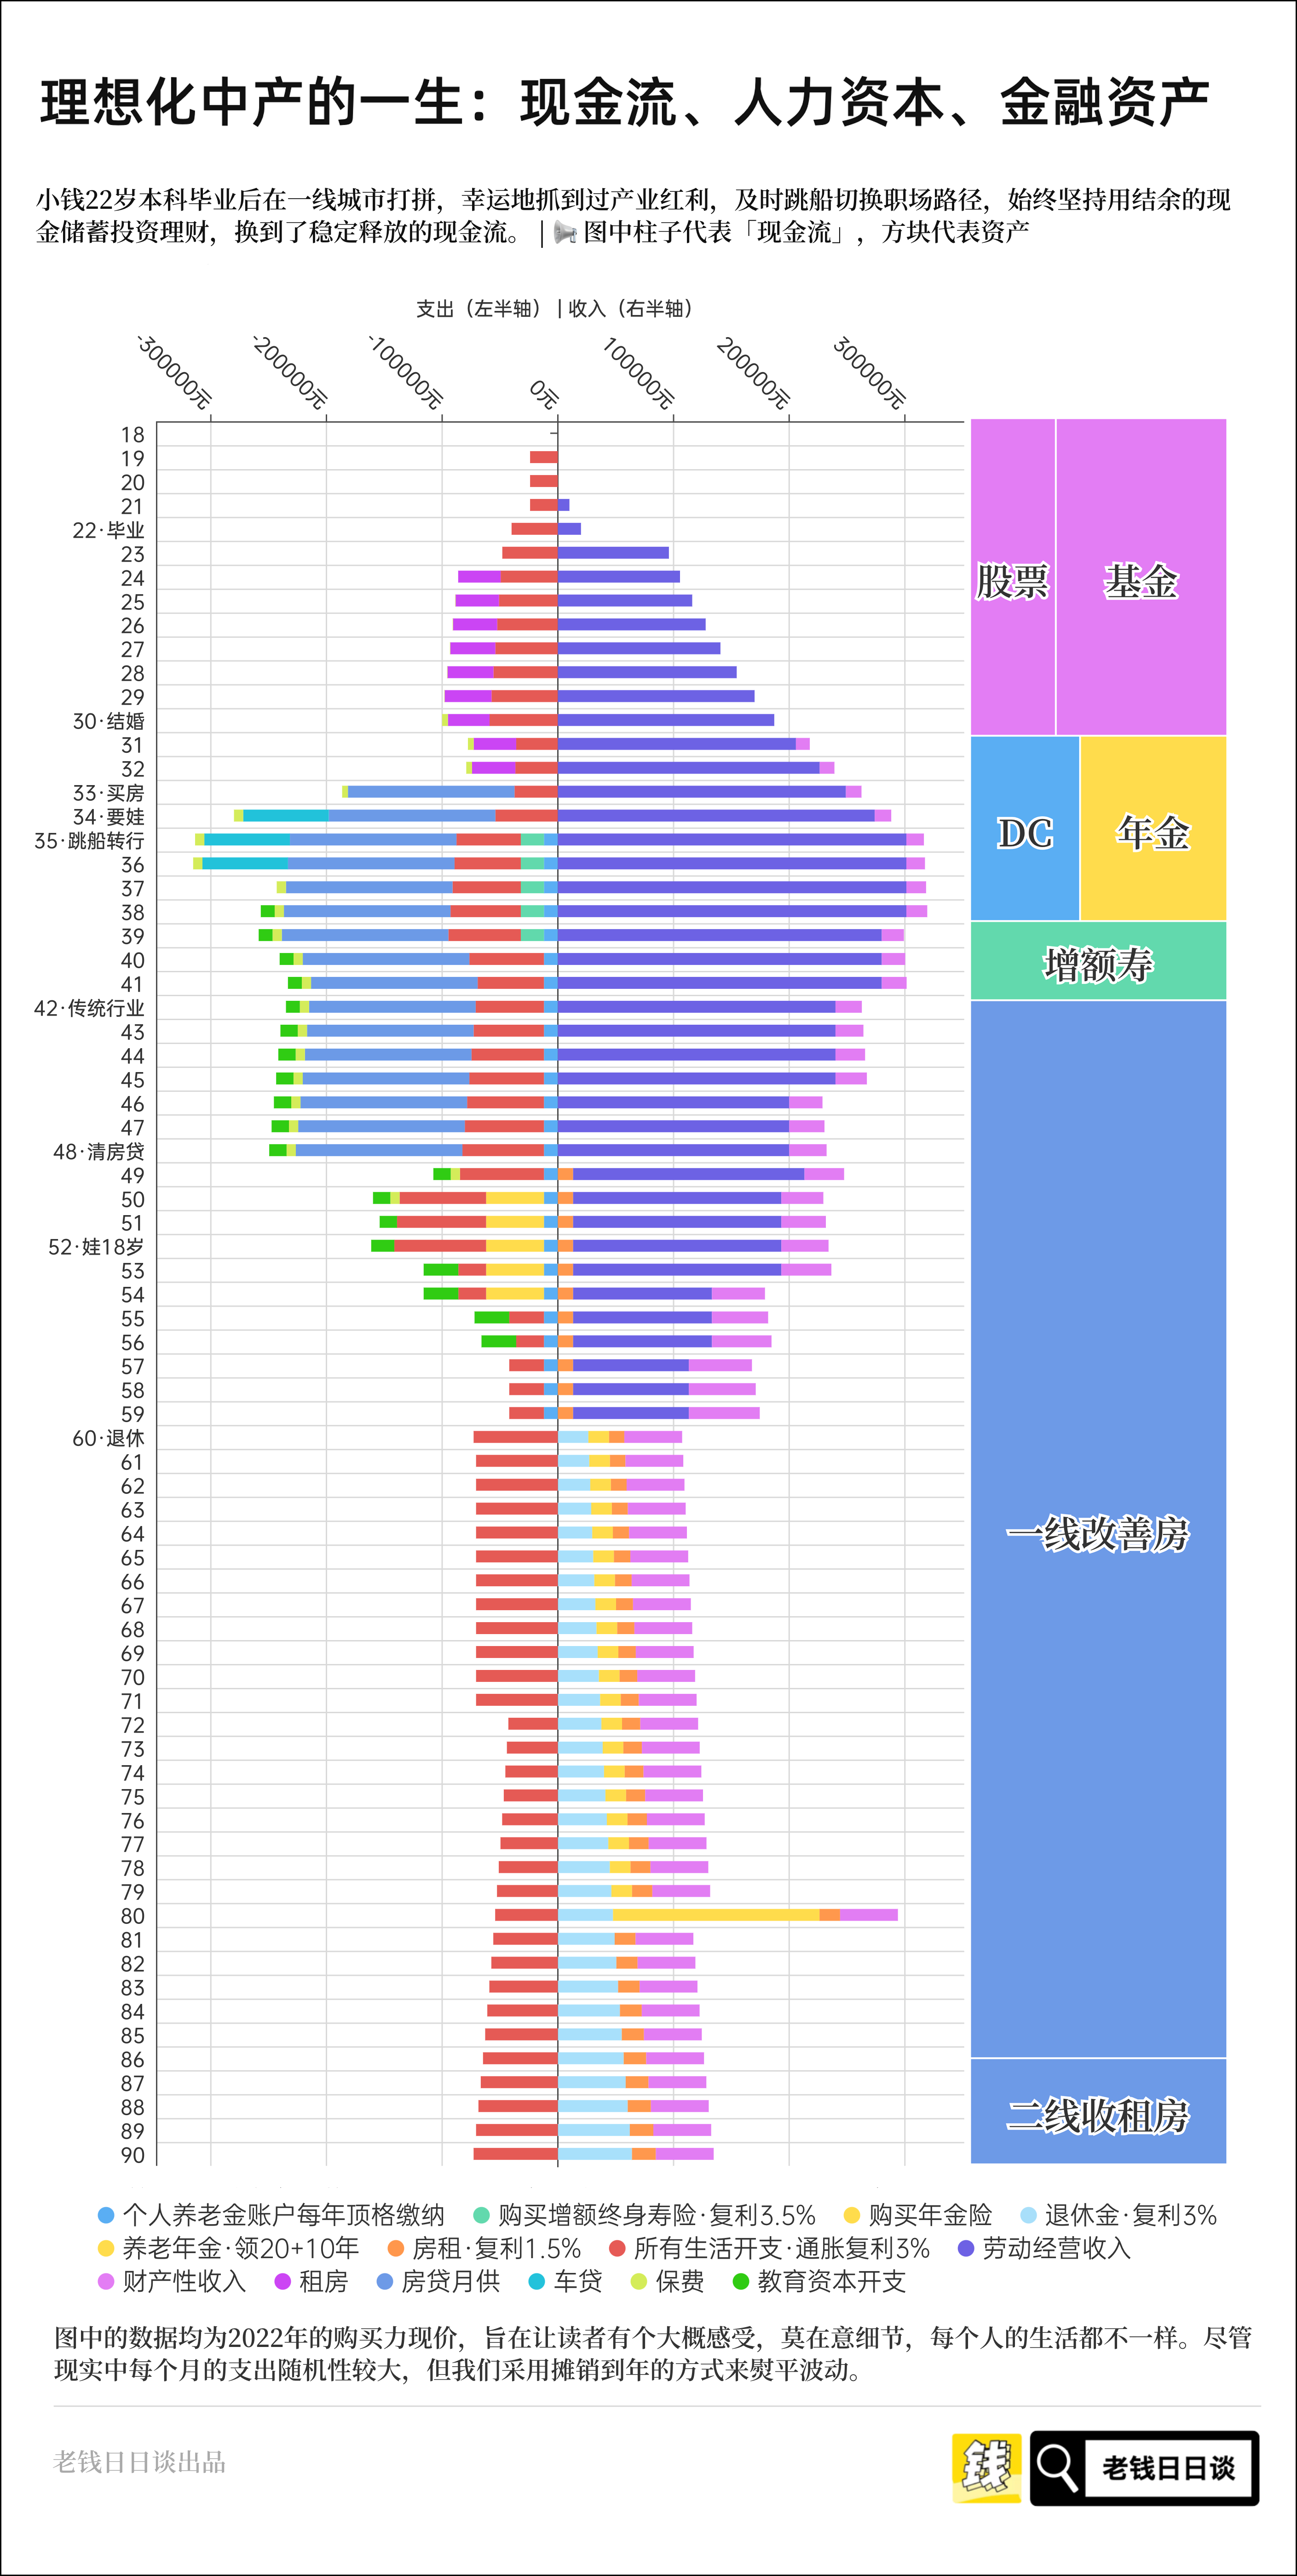 理想化中产的一生：现金流、人力资本、金融资产
小钱22岁本科毕业后在一线城市打拼，幸运地抓到过产业红利，及时跳船切换职场路径，始终坚持用结余的现
金储蓄投资理财，换到了稳定释放的现金流。 | 📢 图中柱子代表「现金流」，方块代表资产
支出（左半轴） | 收入（右半轴）
-300000元
-200000元
-100000元
0元
100000元
200000元
300000元
18
19
20
21
22·毕业
23
24
25
26
27
28
29
30·结婚
31
32
33·买房
34·要娃
35·跳船转行
36
37
38
39
40
41
42·传统行业
43
44
45
46
47
48·清房贷
49
50
51
52·娃18岁
53
54
55
56
57
58
59
60·退休
61
62
63
64
65
66
67
68
69
70
71
72
73
74
75
76
77
78
79
80
81
82
83
84
85
86
87
88
89
90
股票
基金
DC
年金
增额寿
一线改善房
二线收租房
个人养老金账户每年顶格缴纳 购买增额终身寿险·复利3.5% 购买年金险 退休金·复利3%
养老年金·领20+10年 房租·复利1.5% 所有生活开支·通胀复利3% 劳动经营收入
财产性收入 租房 房贷月供 车贷 保费 教育资本开支
图中的数据均为2022年的购买力现价，旨在让读者有个大概感受，莫在意细节，每个人的生活都不一样。尽管
现实中每个月的支出随机性较大，但我们采用摊销到年的方式来熨平波动。
老钱日日谈出品
钱
老钱日日谈